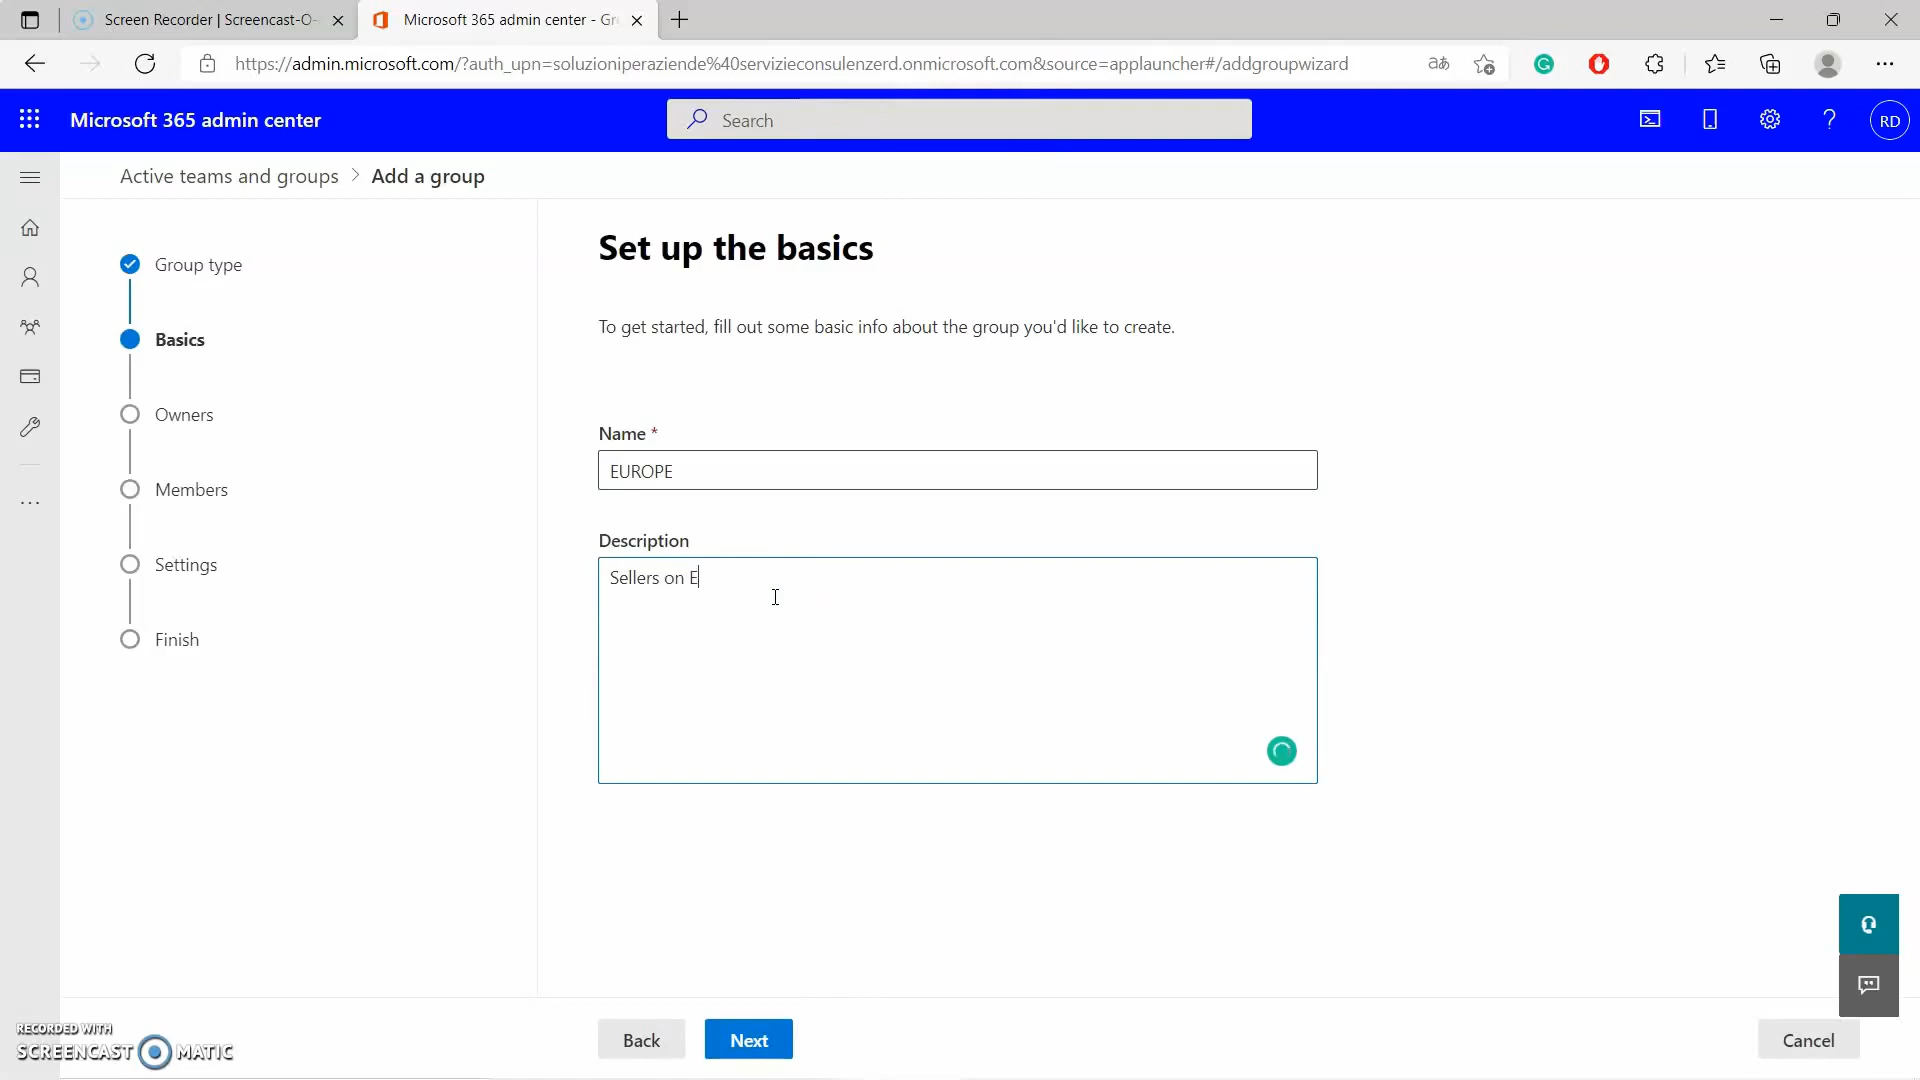 Screen Recorder | Screencast-O-
Microsoft 365 admin center - Gr
https://admin.microsoft.com/?auth_upn=soluzioniperaziende%40servizieconsulenzerd.onmicrosoft.com&source=applauncher#/addgroupwizard
Microsoft 365 admin center
Search
RD
Active teams and groups > Add a group
Group type
Basics
Owners
Members
Settings
Finish
Set up the basics
To get started, fill out some basic info about the group you'd like to create.
Name *
EUROPE
Description
Sellers on E
Back
Next
Cancel
RECORDED WITH
SCREENCAST MATIC